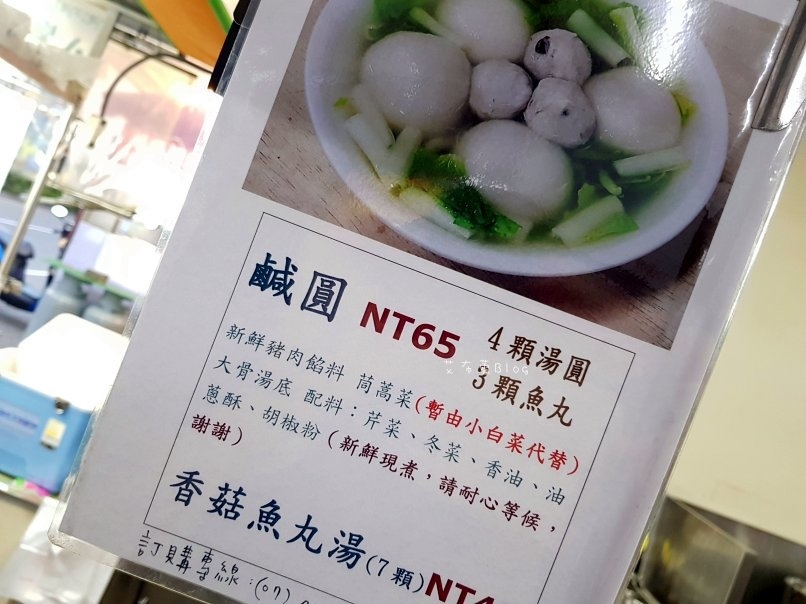 鹹圓 NT65 4顆湯圓
3顆魚丸
新鮮豬肉餡料 茼蒿菜(暫由小白菜代替)
大骨湯底 配料：芹菜、冬菜、香油、油
蔥酥、胡椒粉(新鮮現煮，請耐心等候，
謝謝)
香菇魚丸湯(7顆)NT4
訂購專線:(07)